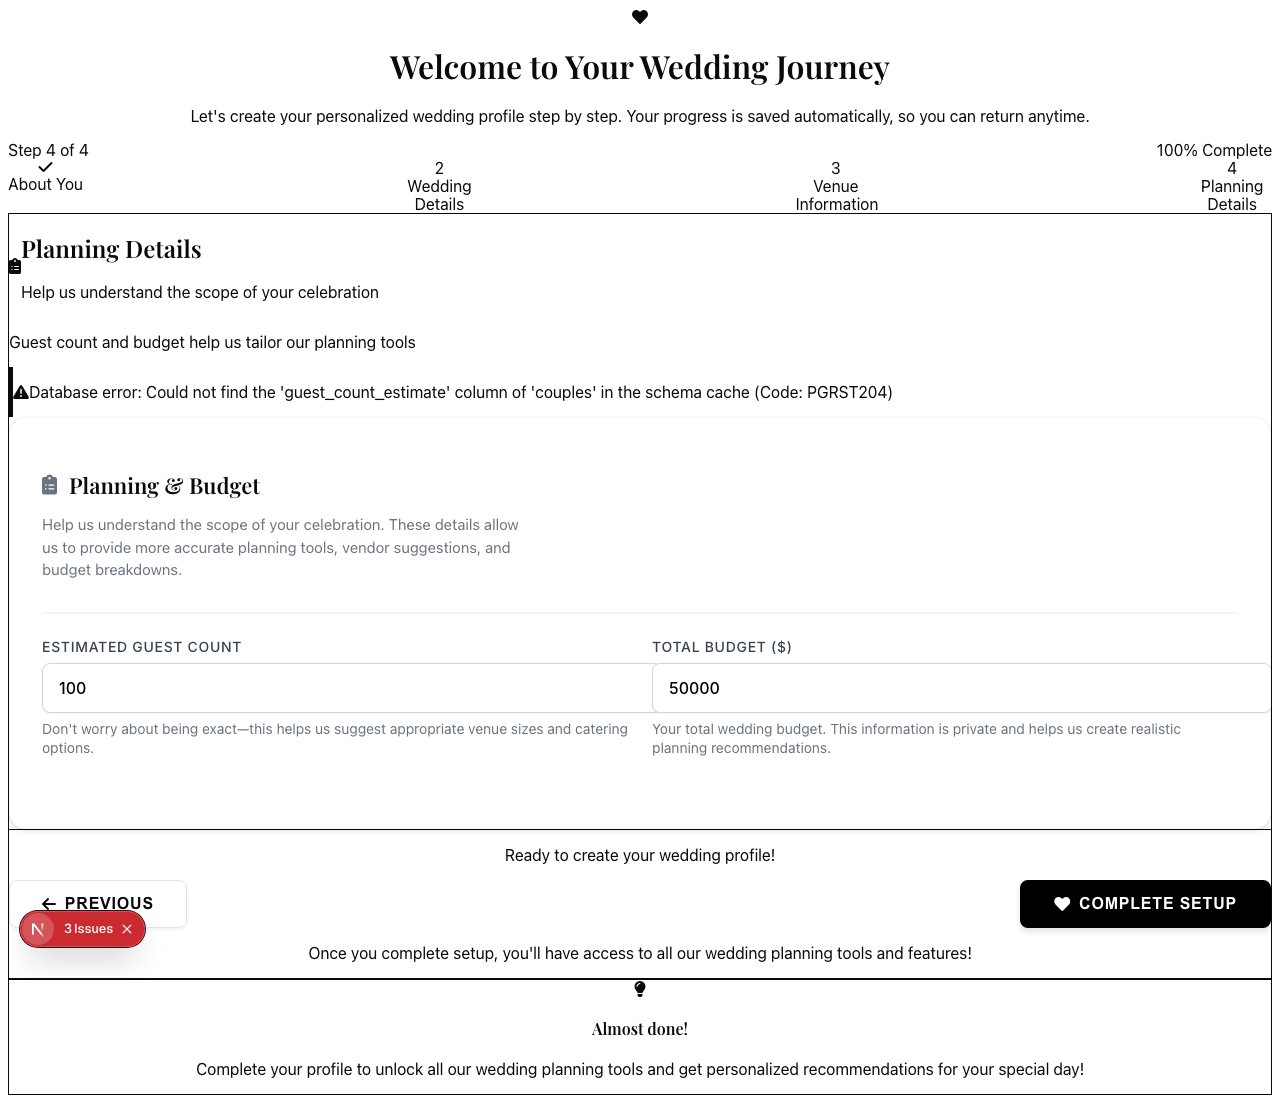 Welcome to Your Wedding Journey
Let's create your personalized wedding profile step by step. Your progress is saved automatically, so you can return anytime.
Step 4 of 4
100% Complete
About You
2
Wedding
Details
3
Venue
Information
4
Planning
Details
Planning Details
Help us understand the scope of your celebration
Guest count and budget help us tailor our planning tools
Database error: Could not find the 'guest_count_estimate' column of 'couples' in the schema cache (Code: PGRST204)
Planning & Budget
Help us understand the scope of your celebration. These details allow
us to provide more accurate planning tools, vendor suggestions, and
budget breakdowns.
ESTIMATED GUEST COUNT
100
Don't worry about being exact—this helps us suggest appropriate venue sizes and catering
options.
TOTAL BUDGET ($)
50000
Your total wedding budget. This information is private and helps us create realistic
planning recommendations.
Ready to create your wedding profile!
PREVIOUS
COMPLETE SETUP
N 3 Issues
Once you complete setup, you'll have access to all our wedding planning tools and features!
Almost done!
Complete your profile to unlock all our wedding planning tools and get personalized recommendations for your special day!